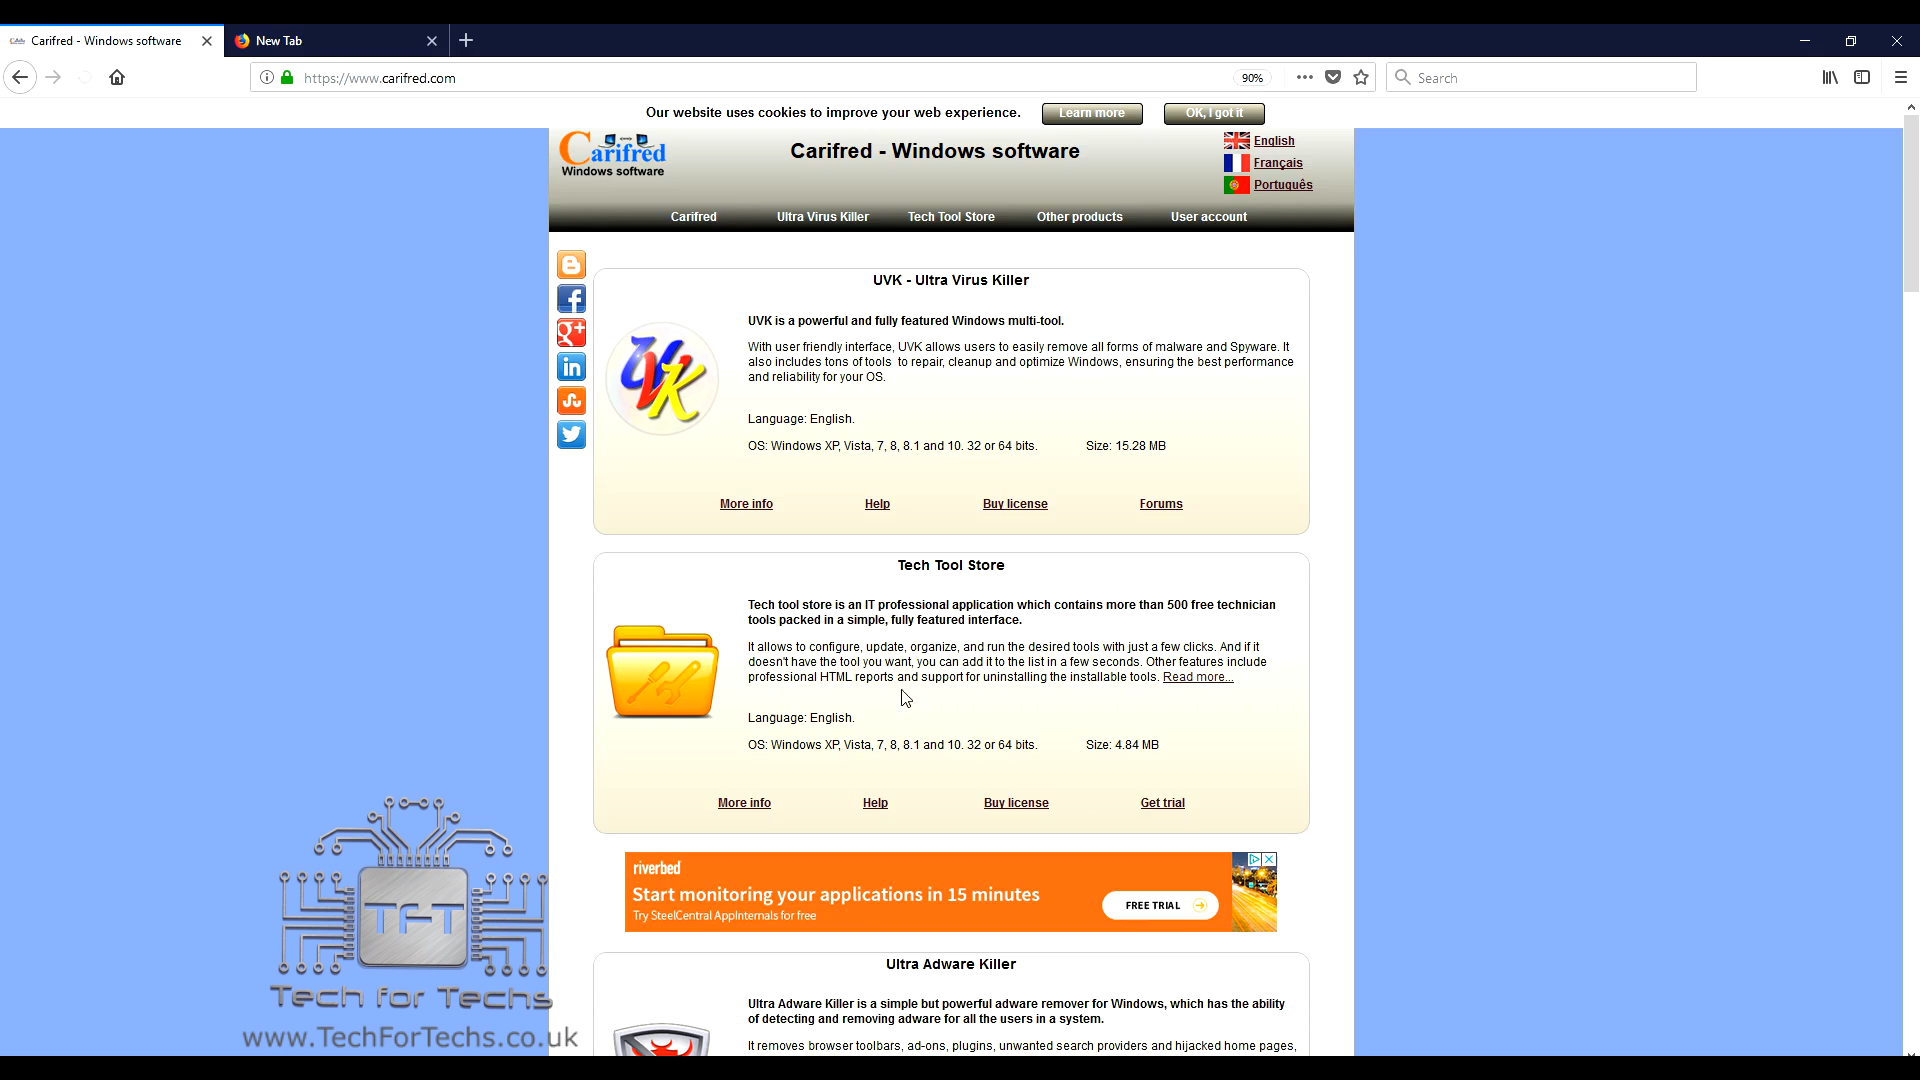 Carifred - Windows software
New Tab
https://www.carifred.com
90%
Search
Our website uses cookies to improve your web experience.
Learn more
OK, I got it
Carifred
Windows software
Carifred - Windows software
English
Français
Português
Carifred
Ultra Virus Killer
Tech Tool Store
Other products
User account
UVK - Ultra Virus Killer
UVK
UVK is a powerful and fully featured Windows multi-tool.
With user friendly interface, UVK allows users to easily remove all forms of malware and Spyware. It
also includes tons of tools to repair, cleanup and optimize Windows, ensuring the best performance
and reliability for your OS.
Language: English.
OS: Windows XP, Vista, 7, 8, 8.1 and 10. 32 or 64 bits.
Size: 15.28 MB
More info
Help
Buy license
Forums
Tech Tool Store
Tech tool store is an IT professional application which contains more than 500 free technician
tools packed in a simple, fully featured interface.
It allows to configure, update, organize, and run the desired tools with just a few clicks. And if it
doesn't have the tool you want, you can add it to the list in a few seconds. Other features include
professional HTML reports and support for uninstalling the installable tools. Read more...
Language: English.
OS: Windows XP, Vista, 7, 8, 8.1 and 10. 32 or 64 bits.
Size: 4.84 MB
More info
Help
Buy license
Get trial
riverbed
Start monitoring your applications in 15 minutes
Try SteelCentral AppInternals for free
FREE TRIAL
Ultra Adware Killer
Ultra Adware Killer is a simple but powerful adware remover for Windows, which has the ability
of detecting and removing adware for all the users in a system.
It removes browser toolbars, ad-ons, plugins, unwanted search providers and hijacked home pages,
TFT
Tech for Techs
www.TechForTechs.co.uk